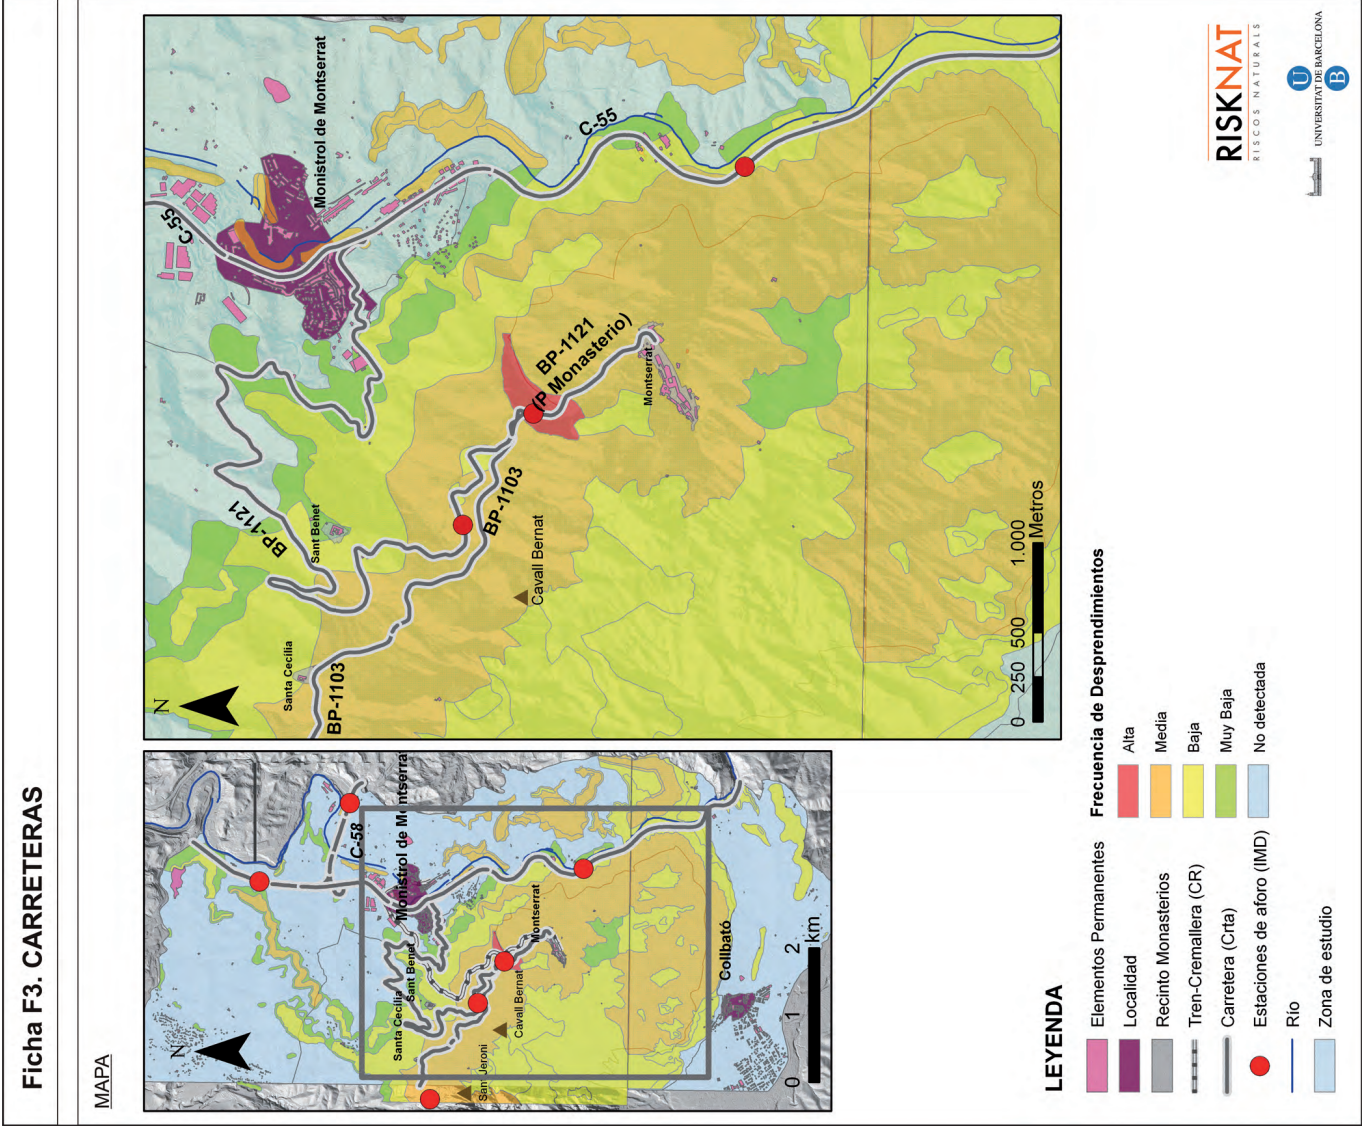 Ficha F3. CARRETERAS
MAPA
N
C-58
Monistrol de Montserrat
Santa Cecilia
Sant Benet
Montserrat
Cavall Bernat
Sant Jeroni
Collbató
0 1 2
km
N
C-55
Monistrol de Montserrat
C-55
BP-1121
Sant Benet
BP-1121
(P Monasterio)
Montserrat
BP-1103
Cavall Bernat
Santa Cecilia
BP-1103
0 250 500 1.000
Metros
LEYENDA
Elementos Permanentes
Localidad
Recinto Monasterios
Tren-Cremallera (CR)
Carretera (Crta)
Estaciones de aforo (IMD)
Río
Zona de estudio
Frecuencia de Desprendimientos
Alta
Media
Baja
Muy Baja
No detectada
RISKNAT
RISCOS NATURALS
UNIVERSITAT DE BARCELONA
U
B